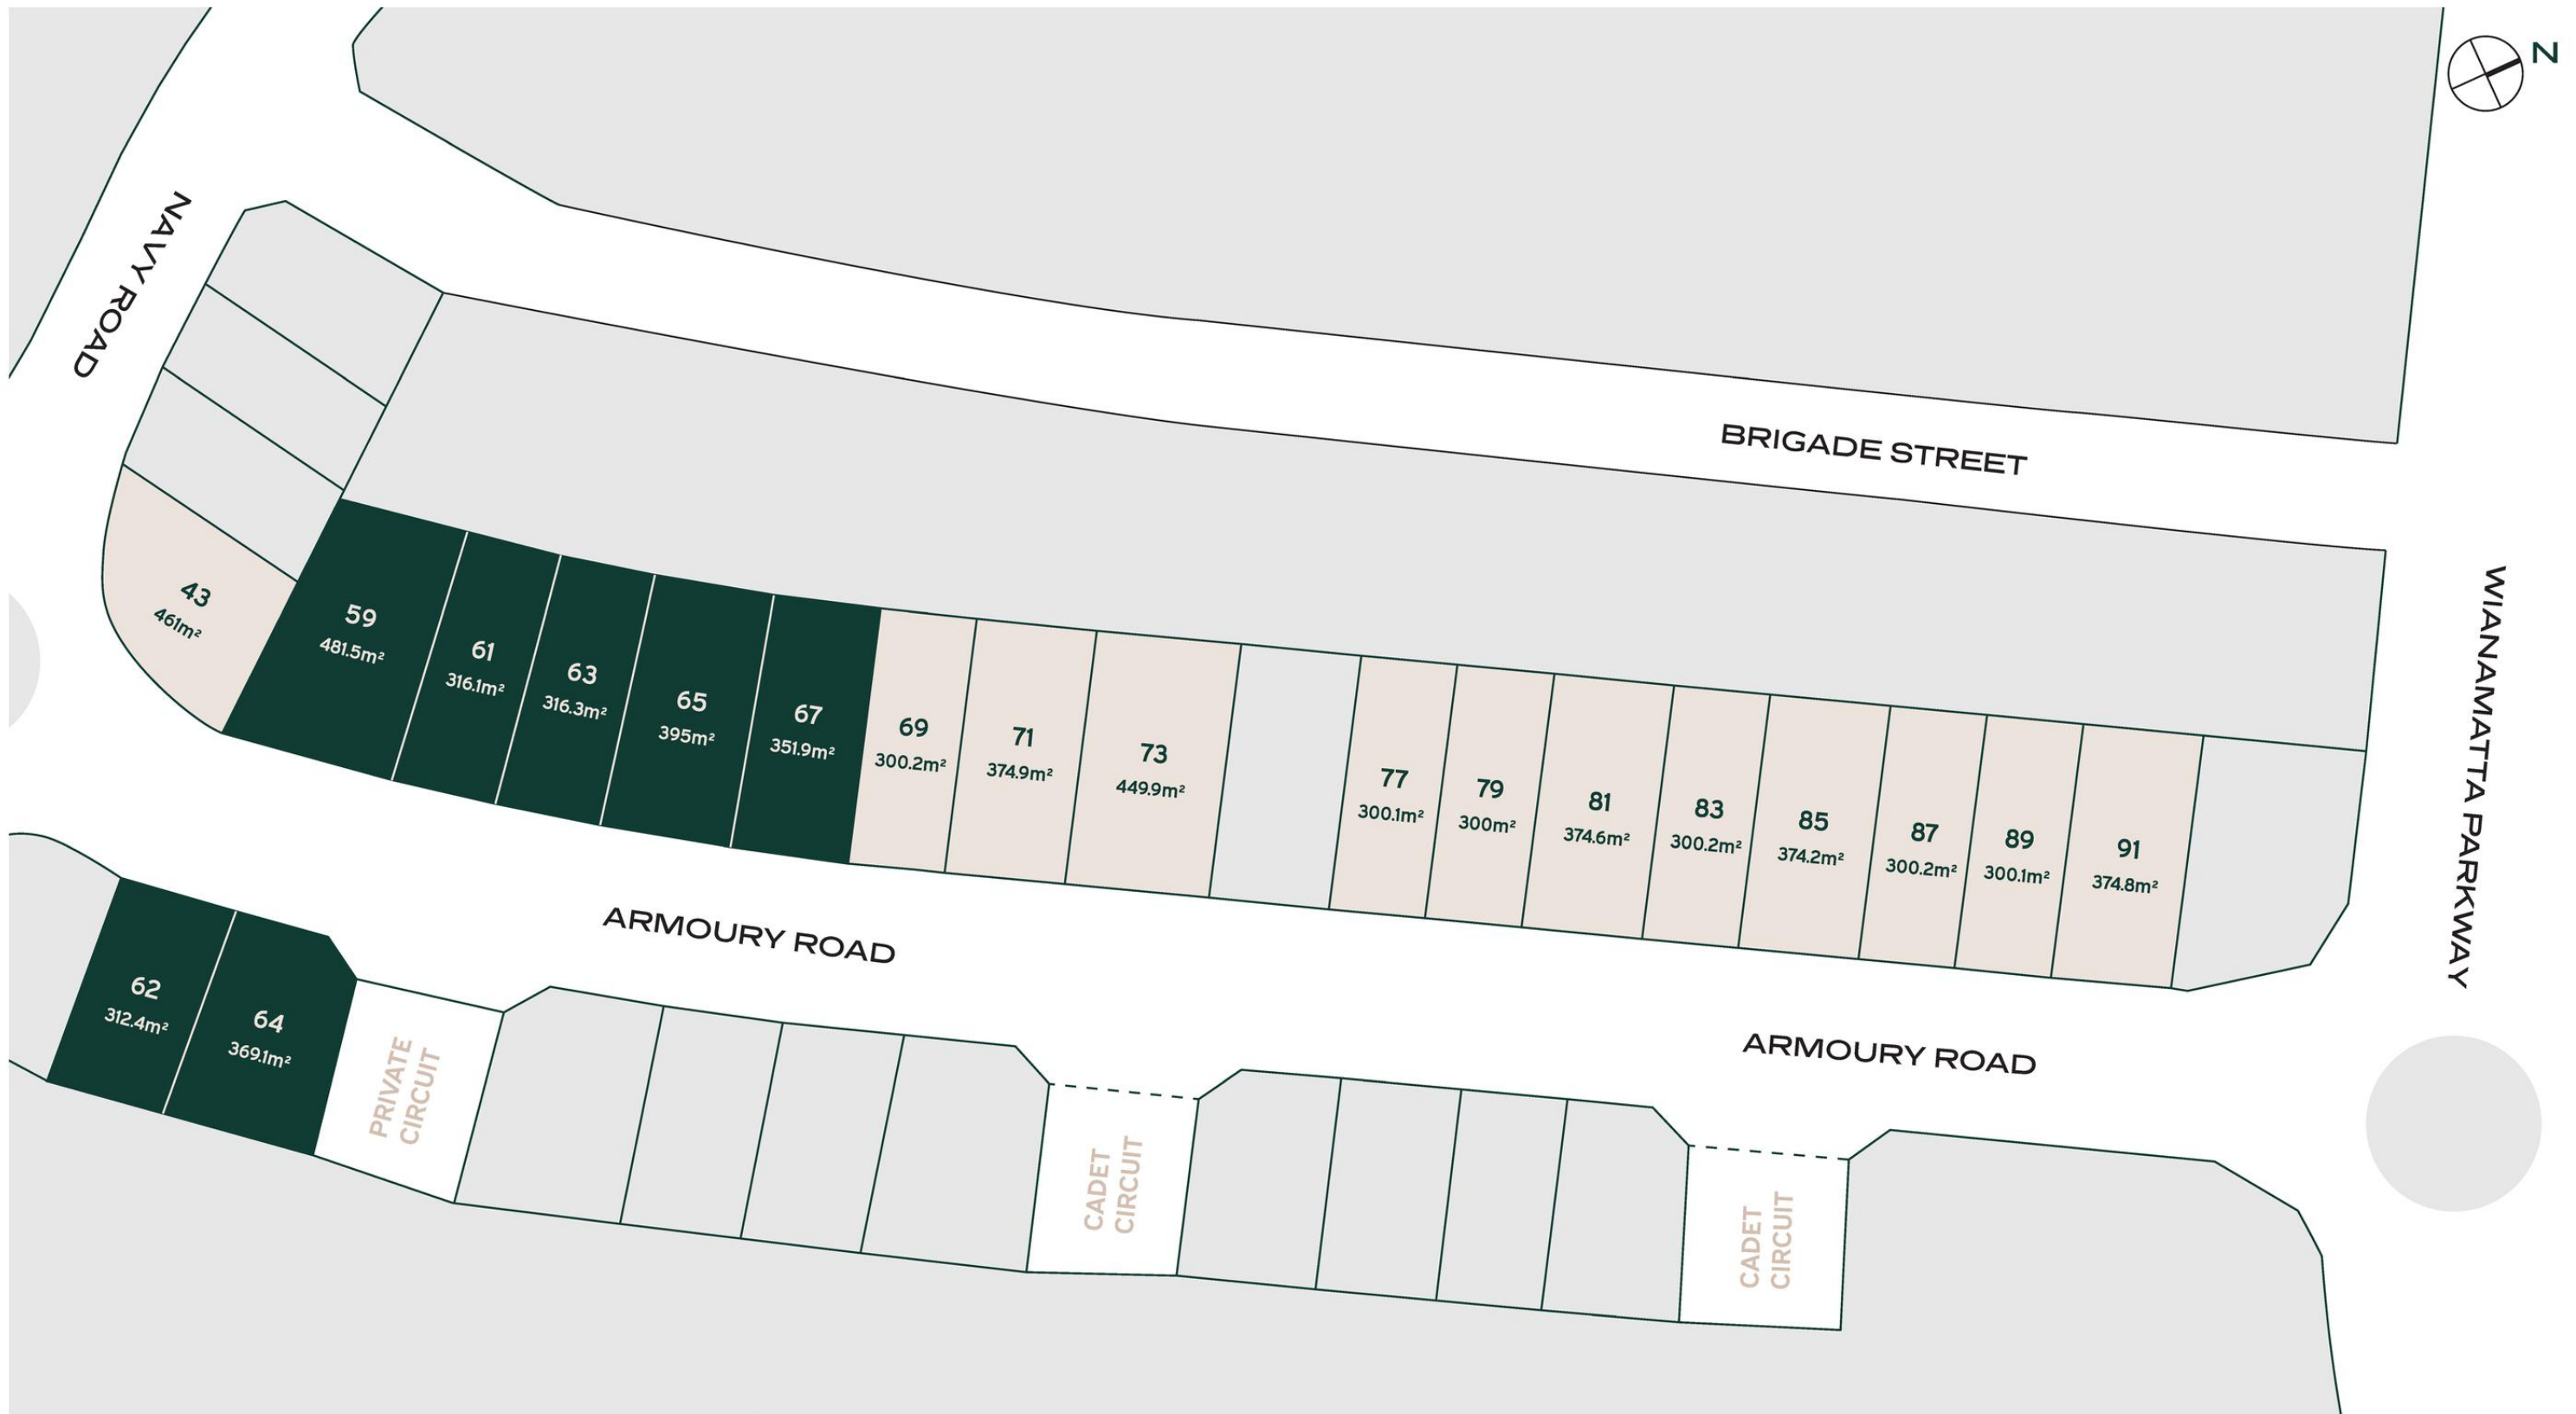 N
NAVY ROAD
BRIGADE STREET
WIANAMATTA PARKWAY
43
461m²
59
481.5m²
61
316.1m²
63
316.3m²
65
395m²
67
351.9m²
69
300.2m²
71
374.9m²
73
449.9m²
77
300.1m²
79
300m²
81
374.6m²
83
300.2m²
85
374.2m²
87
300.2m²
89
300.1m²
91
374.8m²
ARMOURY ROAD
ARMOURY ROAD
62
312.4m²
64
369.1m²
PRIVATE
CIRCUIT
CADET
CIRCUIT
CADET
CIRCUIT